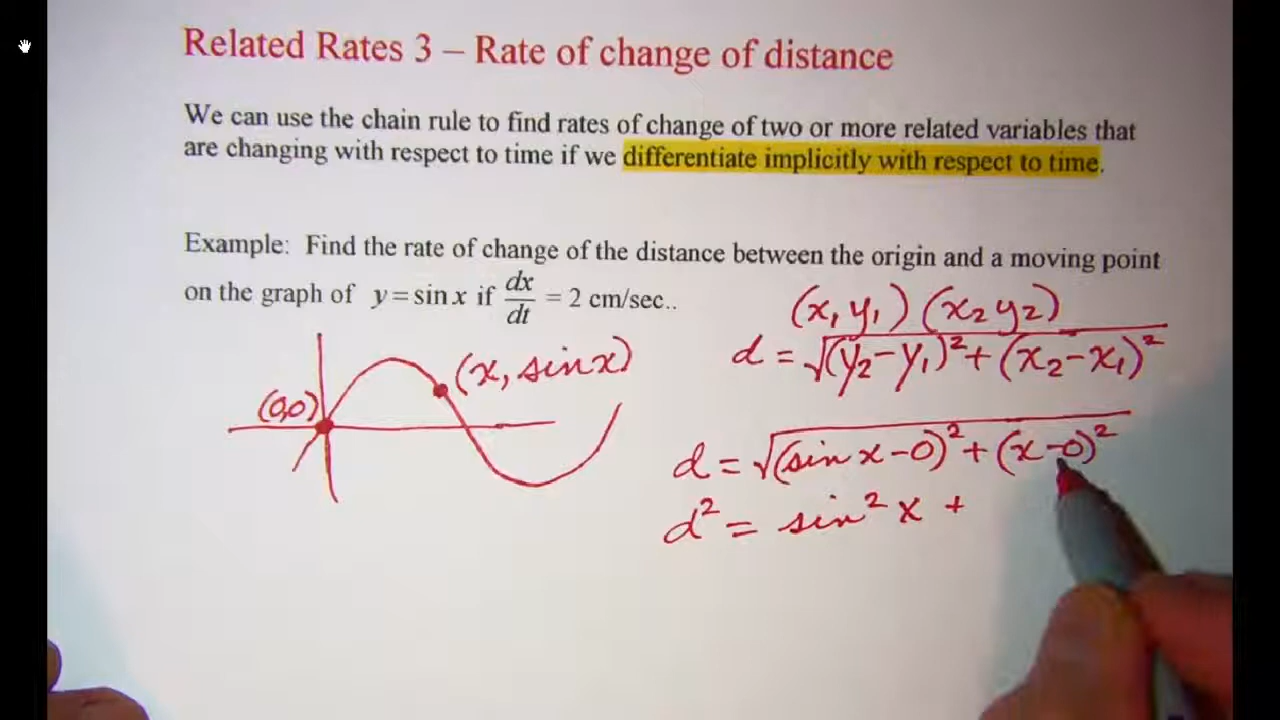 Related Rates 3 – Rate of change of distance
We can use the chain rule to find rates of change of two or more related variables that
are changing with respect to time if we differentiate implicitly with respect to time.
Example: Find the rate of change of the distance between the origin and a moving point
on the graph of y = sin x if dx/dt = 2 cm/sec..
(x₁ y₁) (x₂ y₂)
d = √((y₂ − y₁)² + (x₂ − x₁)²)
(x, sin x)
(0,0)
d = √((sin x − 0)² + (x − 0)²)
d² = sin² x +